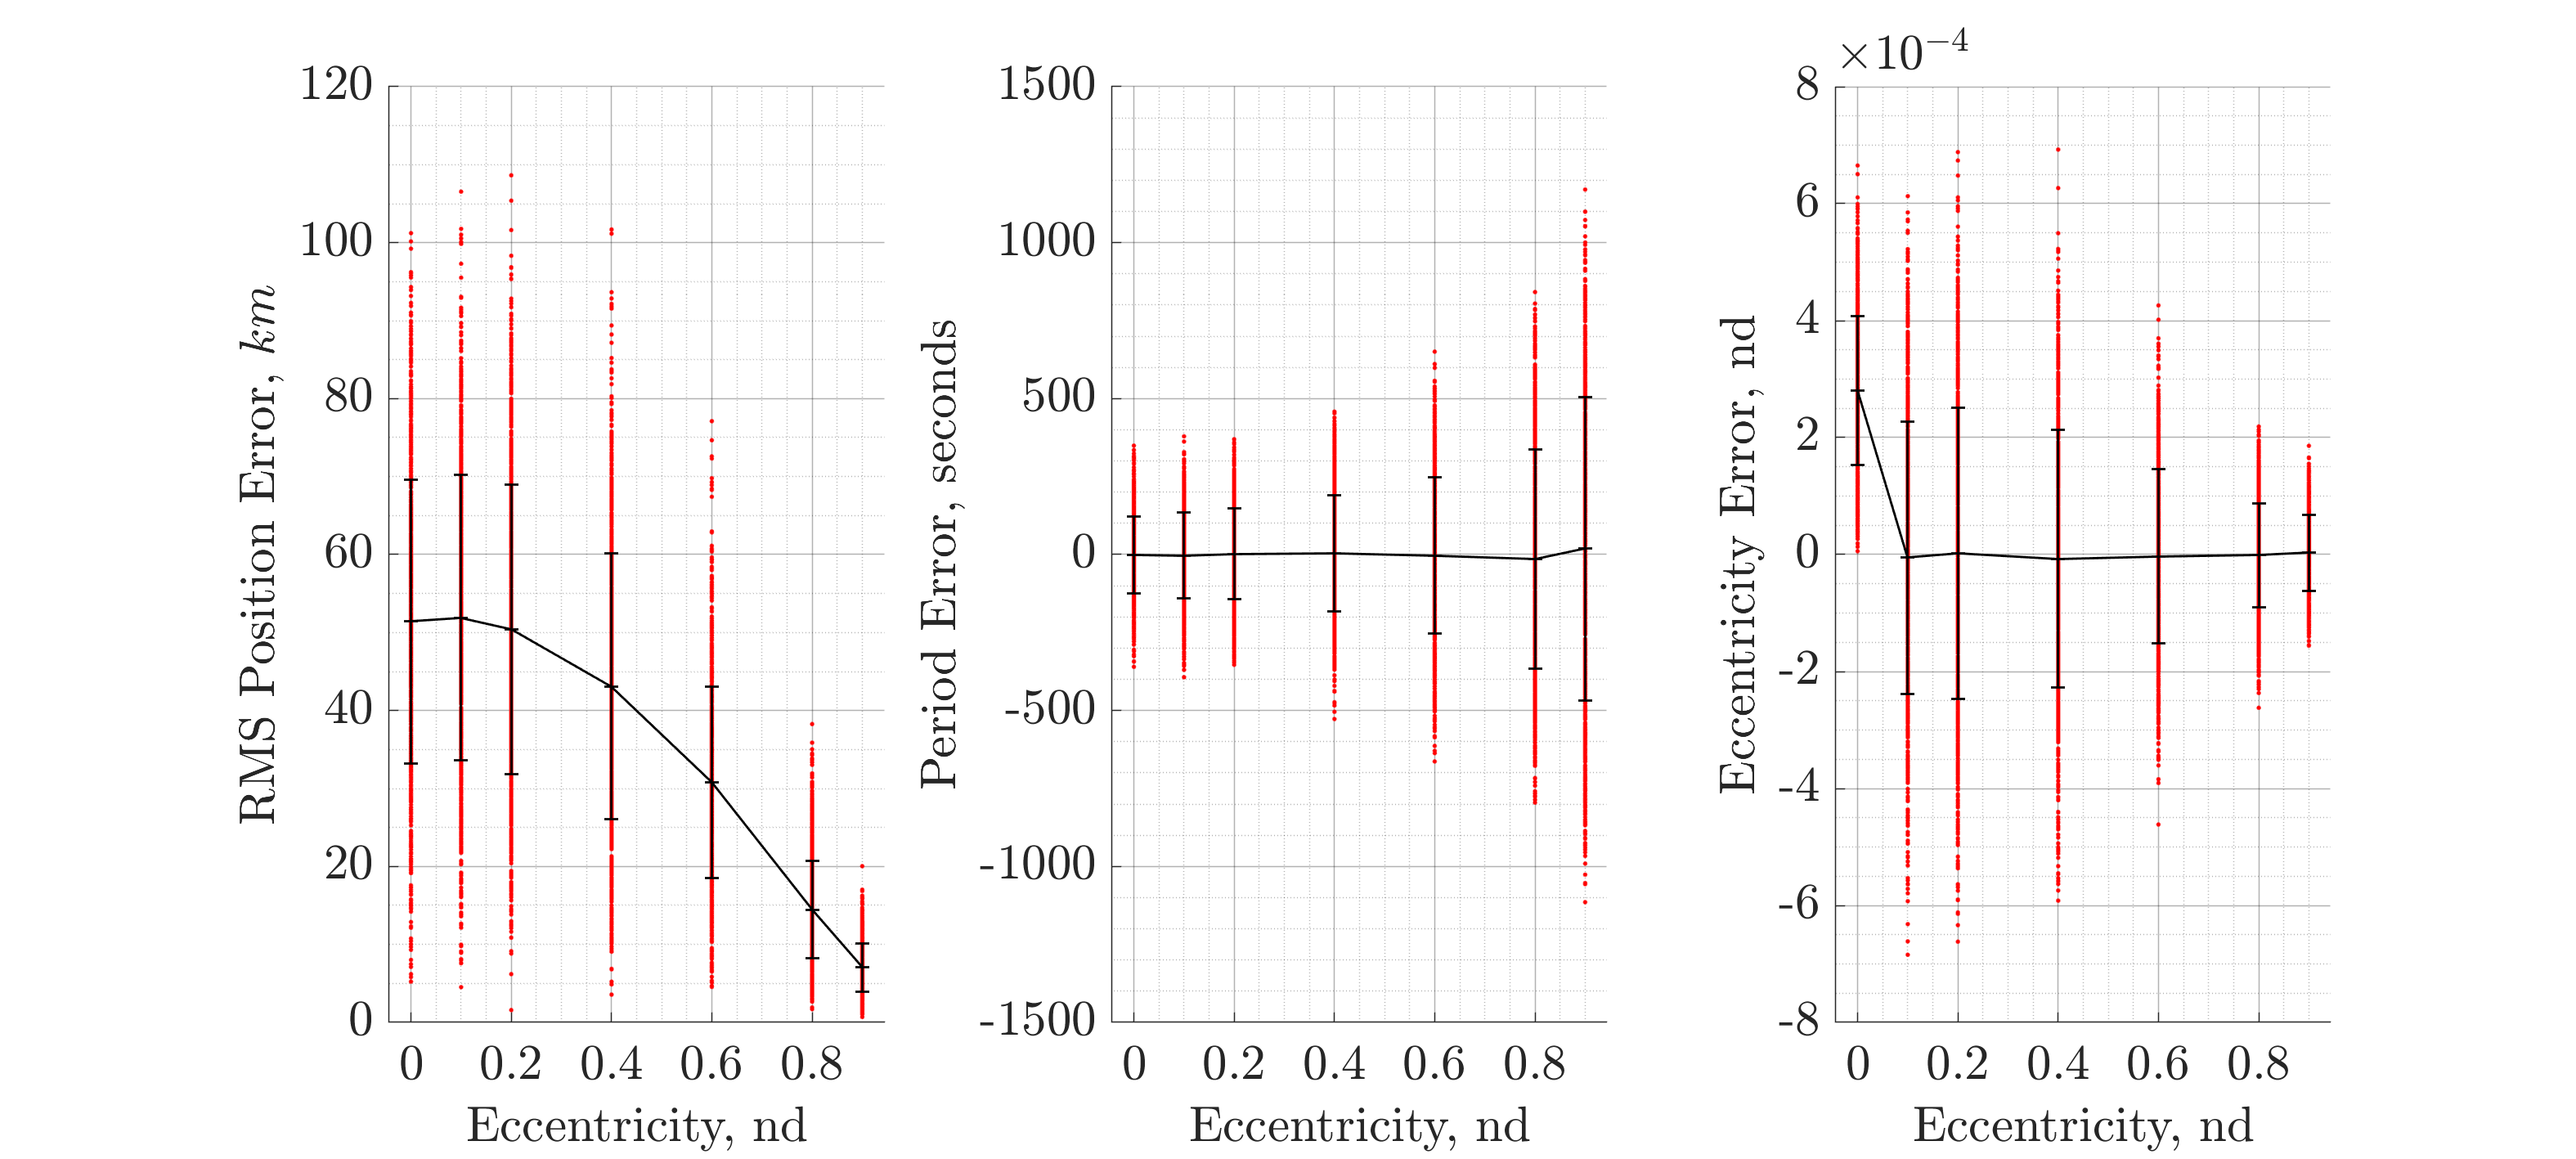 RMS Position Error, km
120
100
80
60
40
20
0
0 0.2 0.4 0.6 0.8
Eccentricity, nd
Period Error, seconds
1500
1000
500
0
-500
-1000
-1500
0 0.2 0.4 0.6 0.8
Eccentricity, nd
×10⁻⁴
Eccentricity Error, nd
8
6
4
2
0
-2
-4
-6
-8
0 0.2 0.4 0.6 0.8
Eccentricity, nd